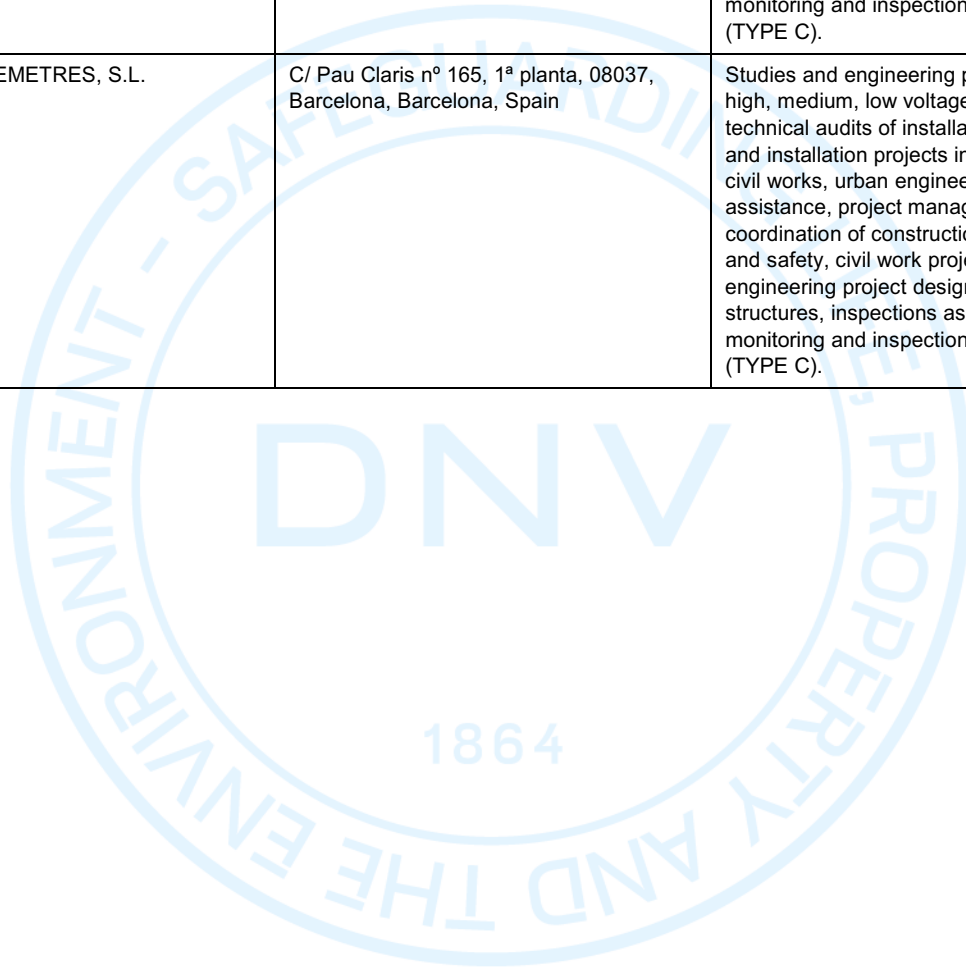 monitoring and inspection
(TYPE C).
EMETRES, S.L.
C/ Pau Claris nº 165, 1ª planta, 08037,
Barcelona, Barcelona, Spain
Studies and engineering p
high, medium, low voltage
technical audits of installa
and installation projects in
civil works, urban enginee
assistance, project manag
coordination of constructio
and safety, civil work proje
engineering project design
structures, inspections as
monitoring and inspection
(TYPE C).
SAFEGUARDING LIFE, PROPERTY AND THE ENVIRONMENT -
DNV
1864